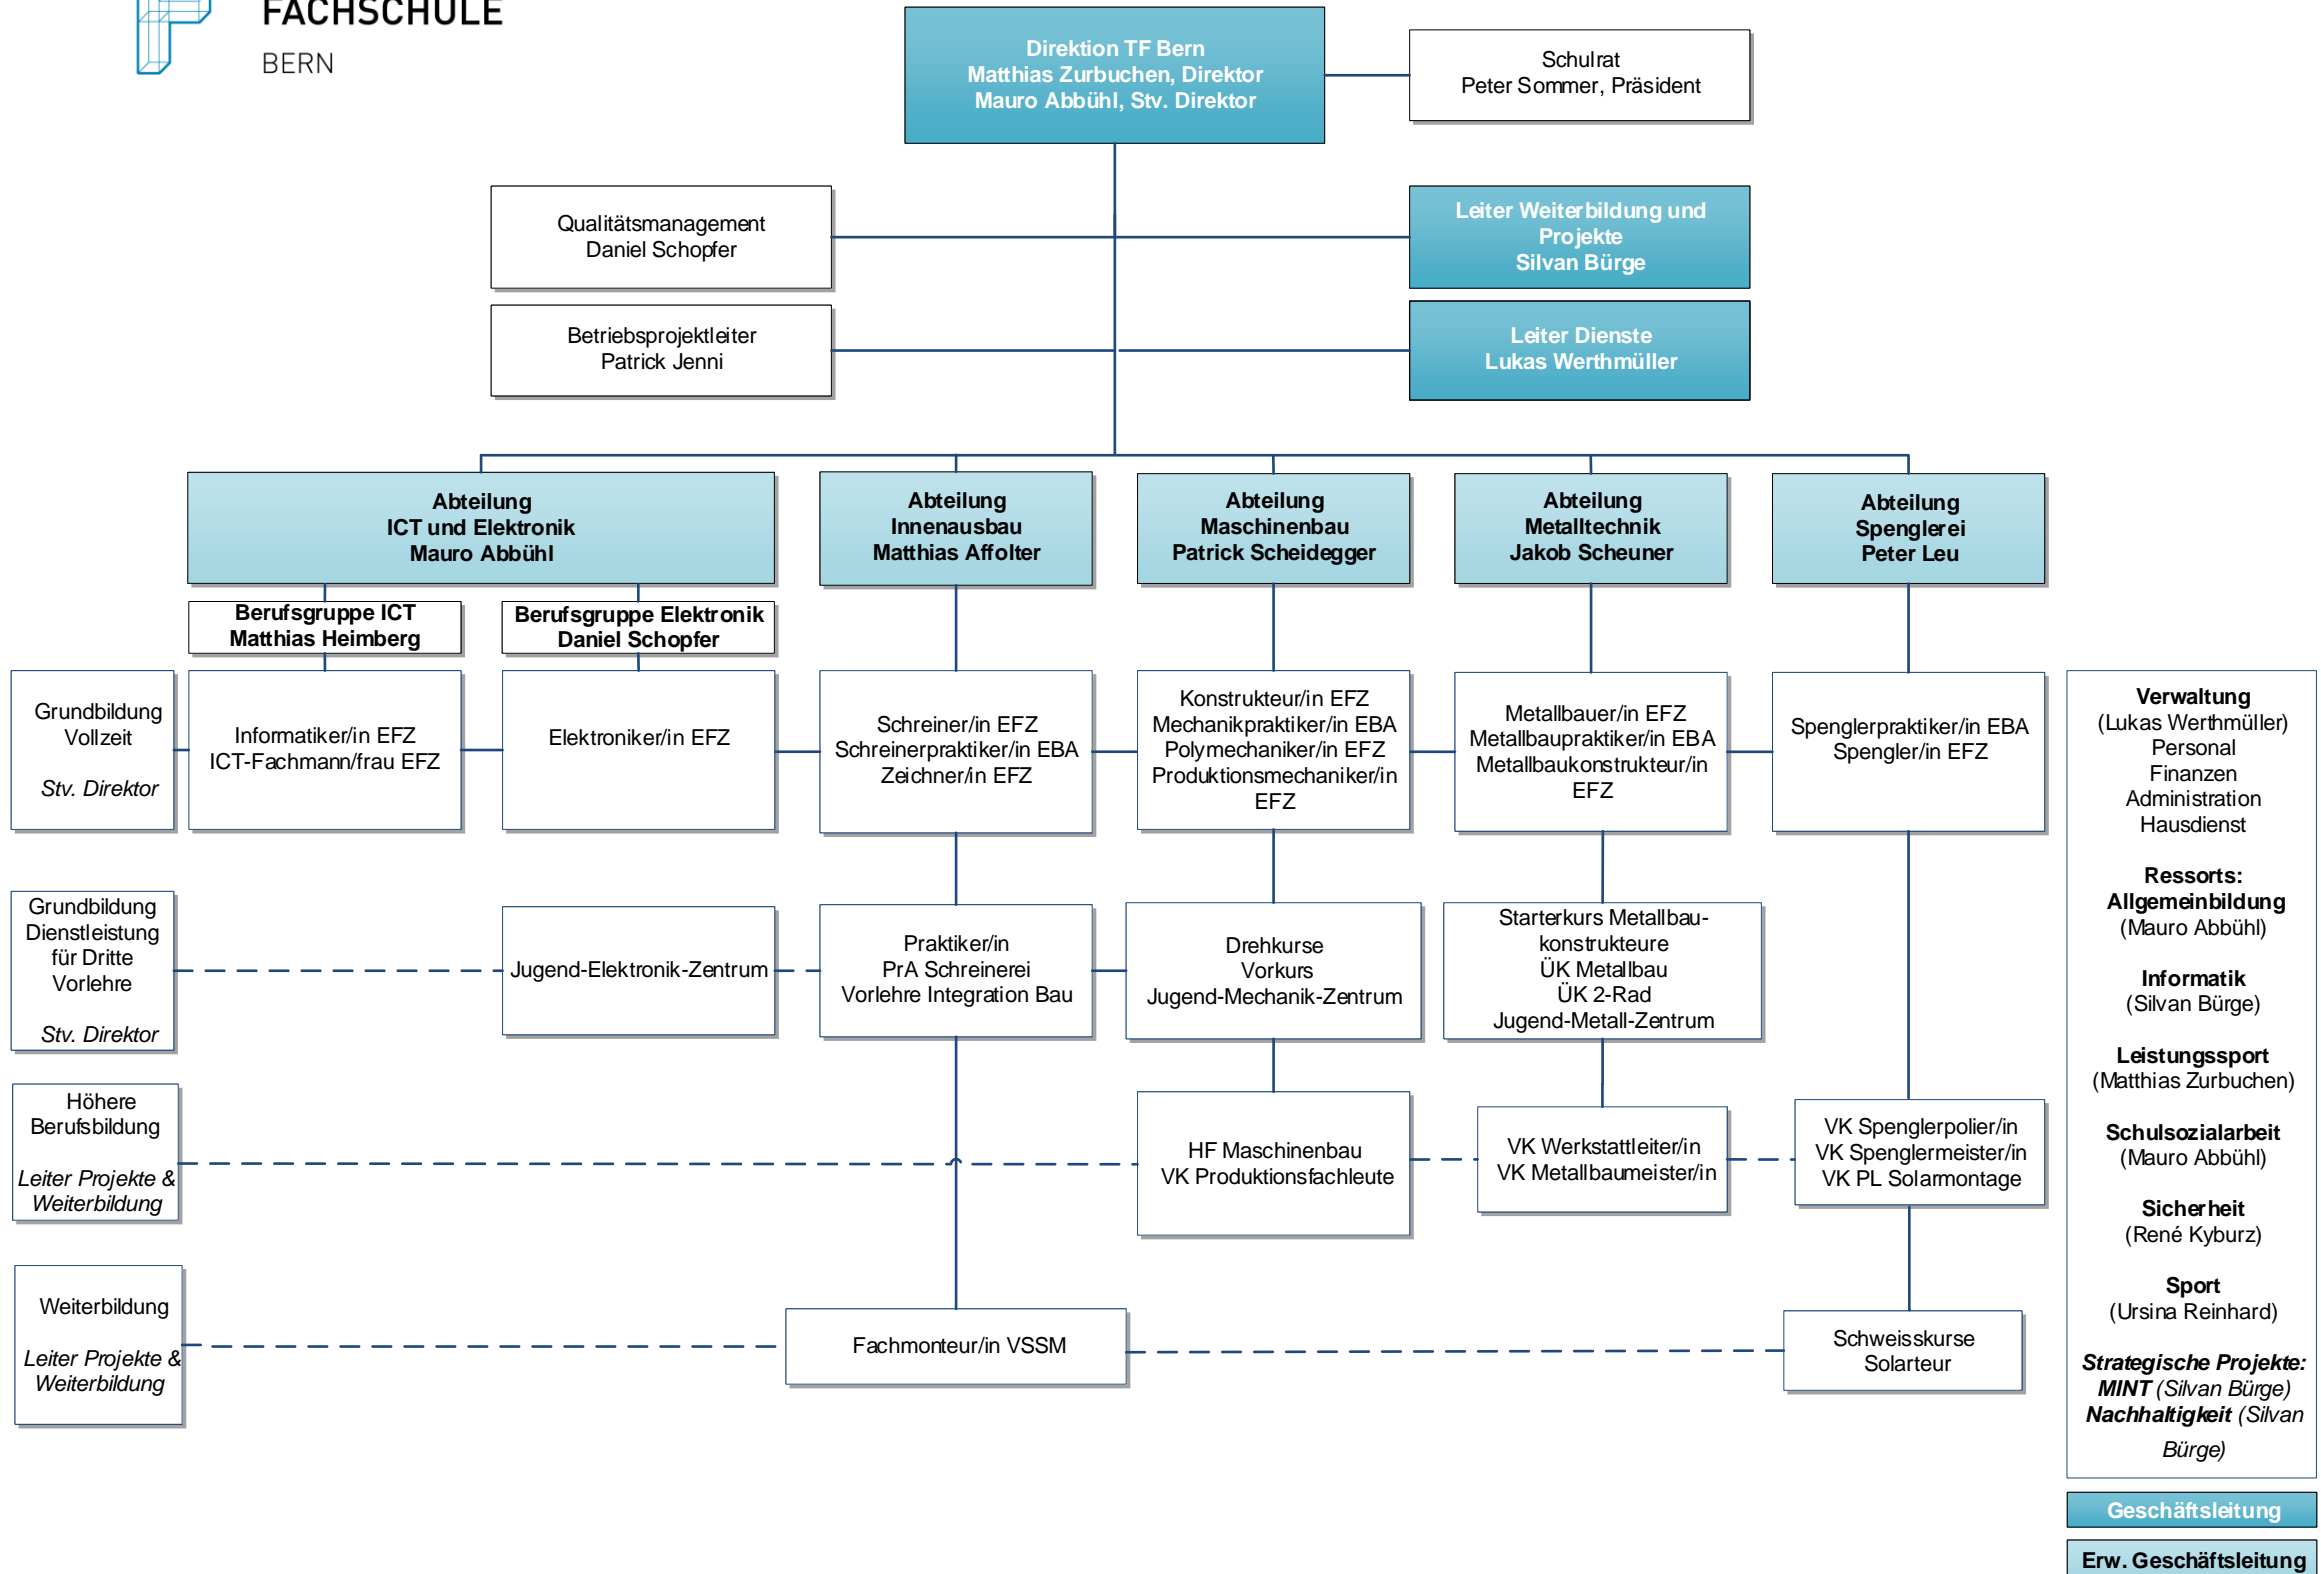 FACHSCHULE
BERN
Direktion TF Bern
Matthias Zurbuchen, Direktor
Mauro Abbühl, Stv. Direktor
Schulrat
Peter Sommer, Präsident
Qualitätsmanagement
Daniel Schopfer
Leiter Weiterbildung und
Projekte
Silvan Bürge
Betriebsprojektleiter
Patrick Jenni
Leiter Dienste
Lukas Werthmüller
Abteilung
ICT und Elektronik
Mauro Abbühl
Abteilung
Innenausbau
Matthias Affolter
Abteilung
Maschinenbau
Patrick Scheidegger
Abteilung
Metalltechnik
Jakob Scheuner
Abteilung
Spenglerei
Peter Leu
Berufsgruppe ICT
Matthias Heimberg
Berufsgruppe Elektronik
Daniel Schopfer
Grundbildung
Vollzeit
Stv. Direktor
Informatiker/in EFZ
ICT-Fachmann/frau EFZ
Elektroniker/in EFZ
Schreiner/in EFZ
Schreinerpraktiker/in EBA
Zeichner/in EFZ
Konstrukteur/in EFZ
Mechanikpraktiker/in EBA
Polymechaniker/in EFZ
Produktionsmechaniker/in
EFZ
Metallbauer/in EFZ
Metallbaupraktiker/in EBA
Metallbaukonstrukteur/in
EFZ
Spenglerpraktiker/in EBA
Spengler/in EFZ
Grundbildung
Dienstleistung
für Dritte
Vorlehre
Stv. Direktor
Jugend-Elektronik-Zentrum
Praktiker/in
PrA Schreinerei
Vorlehre Integration Bau
Drehkurse
Vorkurs
Jugend-Mechanik-Zentrum
Starterkurs Metallbau-
konstrukteure
ÜK Metallbau
ÜK 2-Rad
Jugend-Metall-Zentrum
Höhere
Berufsbildung
Leiter Projekte &
Weiterbildung
HF Maschinenbau
VK Produktionsfachleute
VK Werkstattleiter/in
VK Metallbaumeister/in
VK Spenglerpolier/in
VK Spenglermeister/in
VK PL Solarmontage
Weiterbildung
Leiter Projekte &
Weiterbildung
Fachmonteur/in VSSM
Schweisskurse
Solarteur
Verwaltung
(Lukas Werthmüller)
Personal
Finanzen
Administration
Hausdienst
Ressorts:
Allgemeinbildung
(Mauro Abbühl)
Informatik
(Silvan Bürge)
Leistungssport
(Matthias Zurbuchen)
Schulsozialarbeit
(Mauro Abbühl)
Sicherheit
(René Kyburz)
Sport
(Ursina Reinhard)
Strategische Projekte:
MINT (Silvan Bürge)
Nachhaltigkeit (Silvan
Bürge)
Geschäftsleitung
Erw. Geschäftsleitung